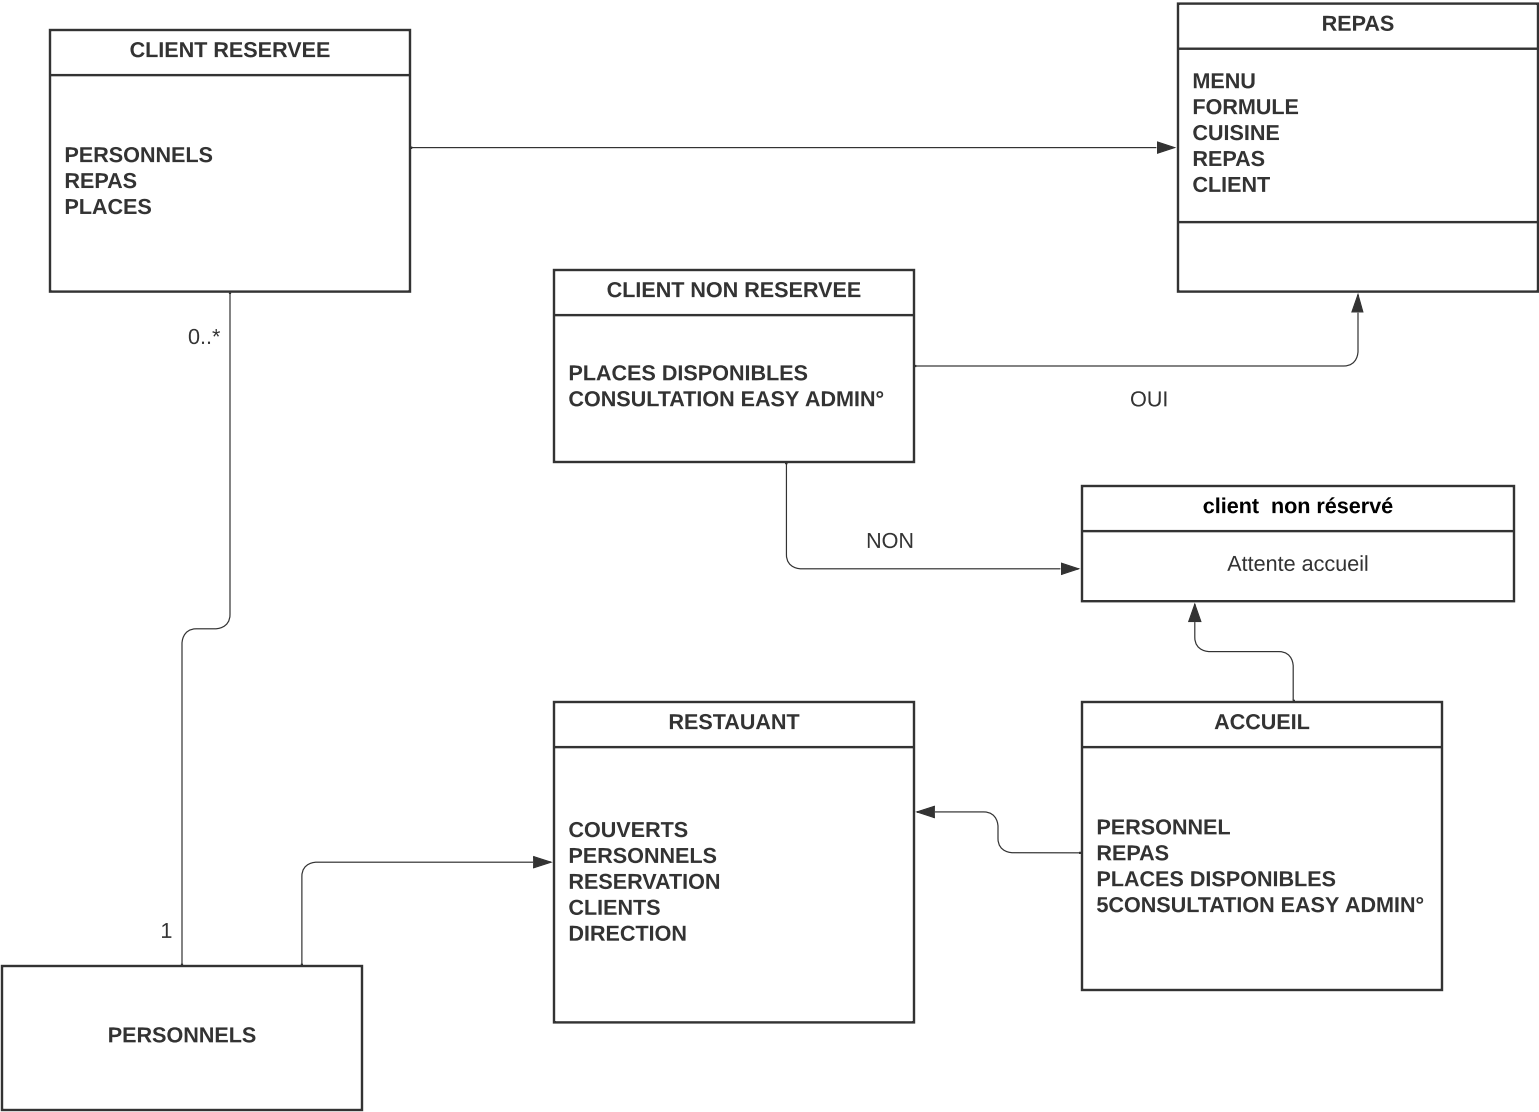 CLIENT RESERVEE
PERSONNELS
REPAS
PLACES
REPAS
MENU
FORMULE
CUISINE
REPAS
CLIENT
CLIENT NON RESERVEE
PLACES DISPONIBLES
CONSULTATION EASY ADMIN°
0..*
OUI
NON
client  non réservé
Attente accueil
RESTAUANT
COUVERTS
PERSONNELS
RESERVATION
CLIENTS
DIRECTION
ACCUEIL
PERSONNEL
REPAS
PLACES DISPONIBLES
5CONSULTATION EASY ADMIN°
1
PERSONNELS